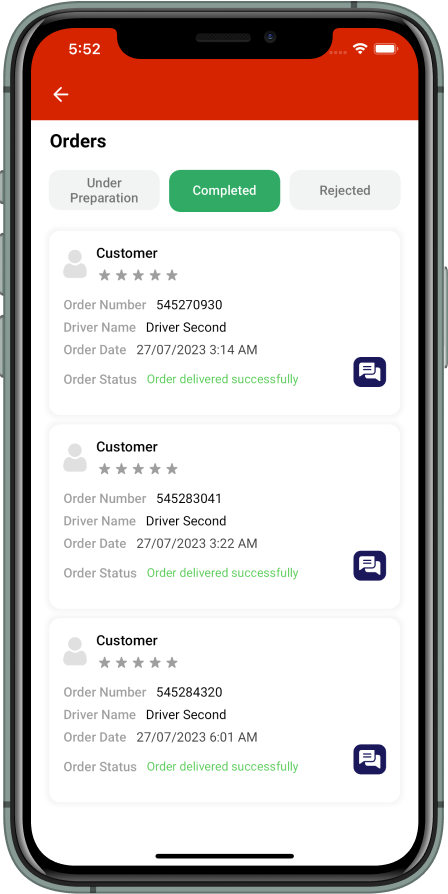 5:52
Orders
Under
Preparation
Completed
Rejected
Customer
Order Number 545270930
Driver Name Driver Second
Order Date 27/07/2023 3:14 AM
Order Status Order delivered successfully
Customer
Order Number 545283041
Driver Name Driver Second
Order Date 27/07/2023 3:22 AM
Order Status Order delivered successfully
Customer
Order Number 545284320
Driver Name Driver Second
Order Date 27/07/2023 6:01 AM
Order Status Order delivered successfully